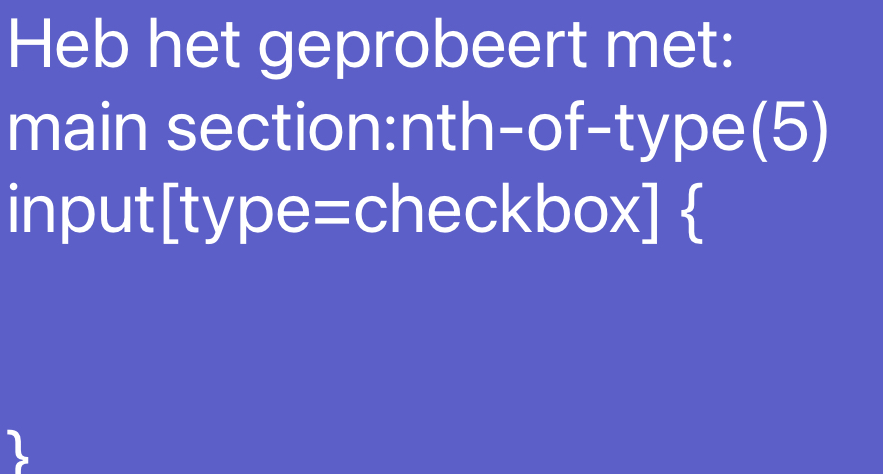 Heb het geprobeert met:
main section:nth-of-type(5)
input[type=checkbox] {
}